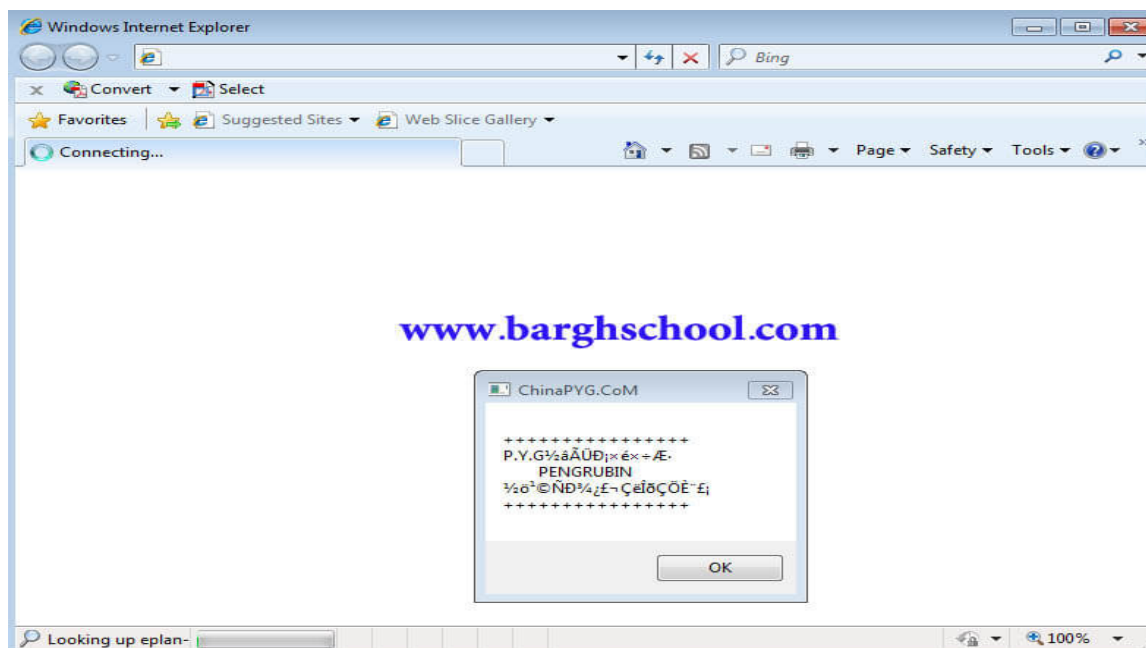 Windows Internet Explorer
Bing
x Convert Select
Favorites Suggested Sites Web Slice Gallery
Connecting...
Page Safety Tools
www.barghschool.com
ChinaPYG.CoM
++++++++++++++++
P.Y.G½âÃÜÐ¡×é×÷Æ·
PENGRUBIN
½ö¹©ÑÐ¾¿£¬ÇëÎðÇÖÈ¨£¡
++++++++++++++++
OK
Looking up eplan-
100%